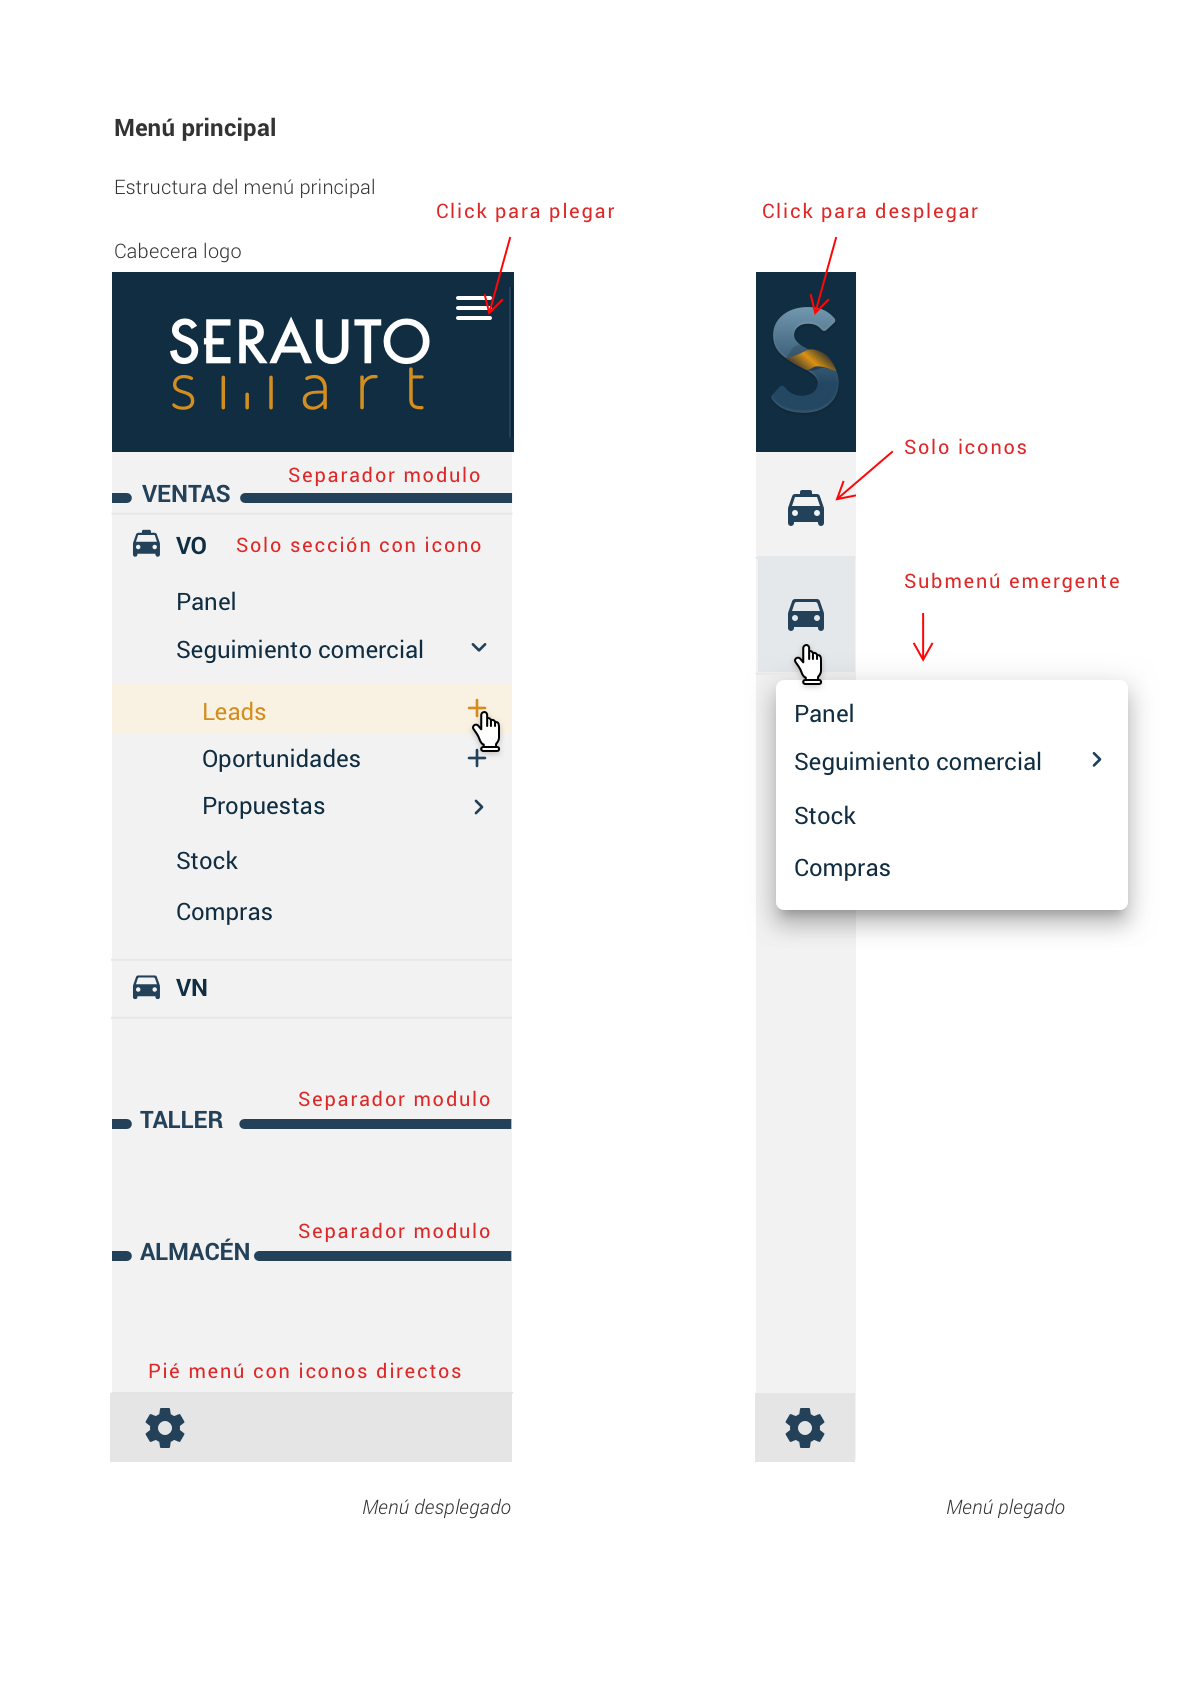 Menú principal
Estructura del menú principal
Click para plegar
Click para desplegar
Cabecera logo
SERAUTO
smart
S
Solo iconos
Separador modulo
VENTAS
VO
Solo sección con icono
Submenú emergente
Panel
Seguimiento comercial
Leads
Oportunidades
Propuestas
Stock
Compras
Panel
Seguimiento comercial
Stock
Compras
VN
Separador modulo
TALLER
Separador modulo
ALMACÉN
Pié menú con iconos directos
Menú desplegado
Menú plegado